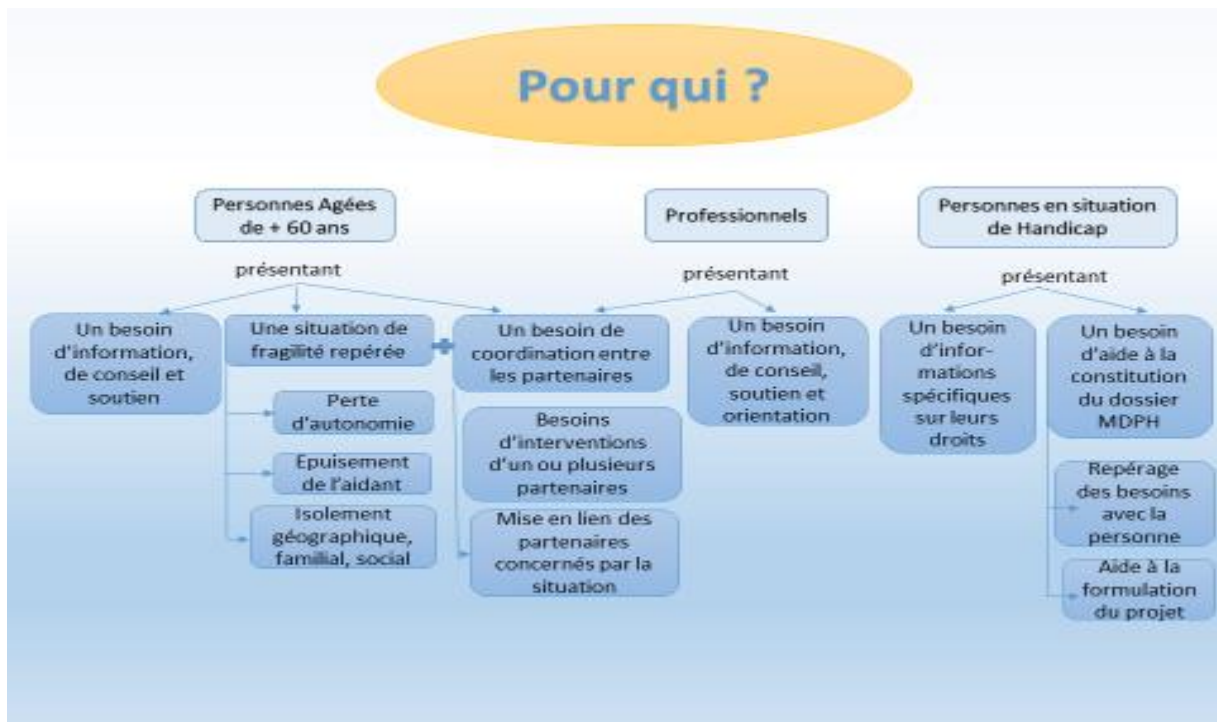 Pour qui ?
Personnes Agées
de + 60 ans
Professionnels
Personnes en situation
de Handicap
présentant
présentant
présentant
Un besoin
d'information,
de conseil et
soutien
Une situation de
fragilité repérée
Un besoin de
coordination entre
les partenaires
Un besoin
d'information,
de conseil,
soutien et
orientation
Un besoin
d'infor-
mations
spécifiques
sur leurs
droits
Un besoin
d'aide à la
constitution
du dossier
MDPH
Perte
d'autonomie
Epuisement
de l'aidant
Isolement
géographique,
familial, social
Besoins
d'interventions
d'un ou plusieurs
partenaires
Mise en lien des
partenaires
concernés par la
situation
Repérage
des besoins
avec la
personne
Aide à la
formulation
du projet